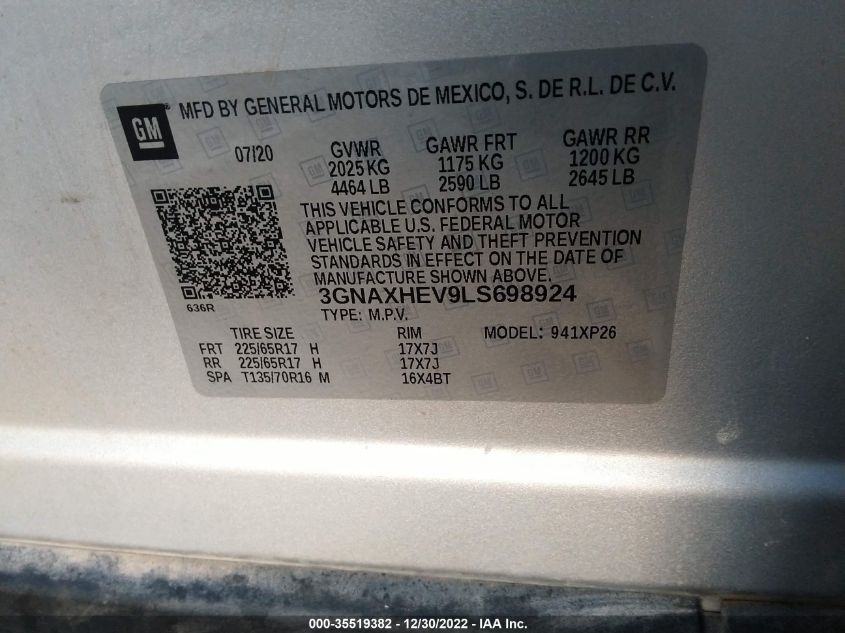 GM
MFD BY GENERAL MOTORS DE MEXICO, S. DE R.L. DE C.V.
07/20 GVWR GAWR FRT GAWR RR
2025 KG 1175 KG 1200 KG
4464 LB 2590 LB 2645 LB
THIS VEHICLE CONFORMS TO ALL
APPLICABLE U.S. FEDERAL MOTOR
VEHICLE SAFETY AND THEFT PREVENTION
STANDARDS IN EFFECT ON THE DATE OF
MANUFACTURE SHOWN ABOVE.
3GNAXHEV9LS698924
636R
TYPE: M.P.V.
TIRE SIZE RIM MODEL: 941XP26
FRT 225/65R17 H 17X7J
RR 225/65R17 H 17X7J
SPA T135/70R16 M 16X4BT
000-35519382 - 12/30/2022 - IAA Inc.